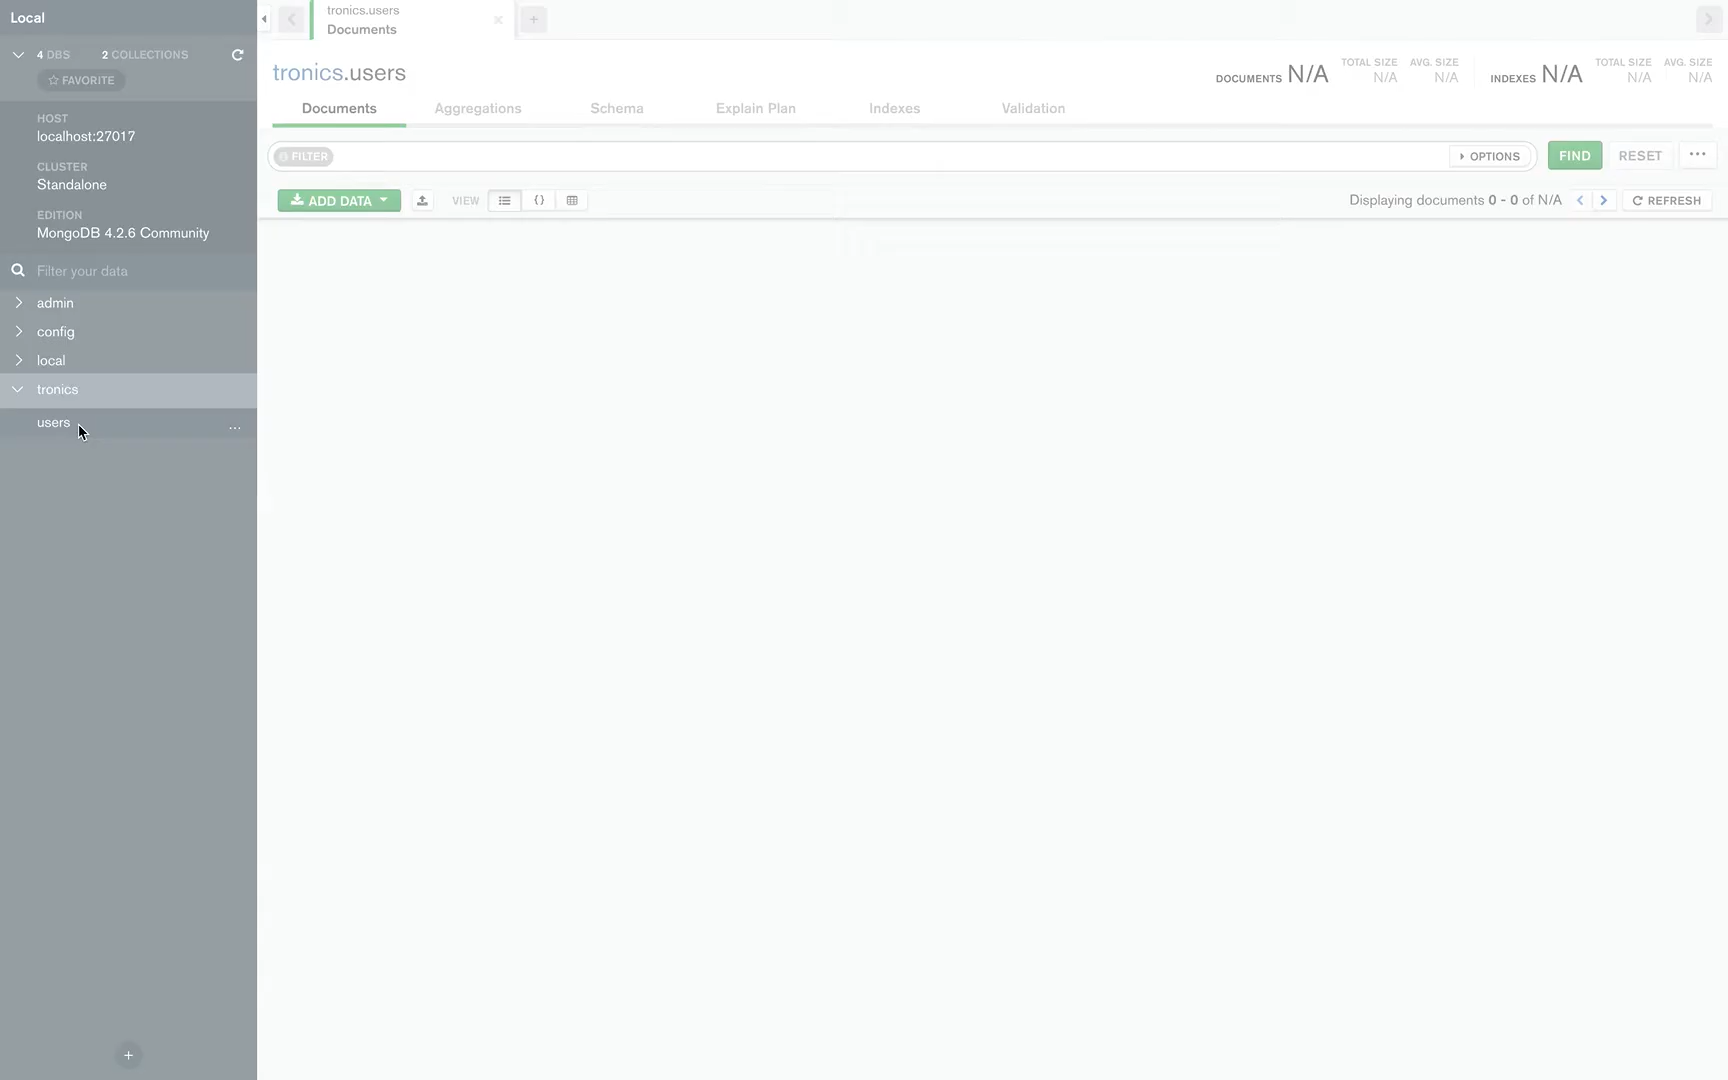 Local
4 DBS 2 COLLECTIONS
FAVORITE
HOST
localhost:27017
CLUSTER
Standalone
EDITION
MongoDB 4.2.6 Community
Filter your data
admin
config
local
tronics
users ...
tronics.users
Documents
tronics.users
DOCUMENTS N/A TOTAL SIZE N/A AVG. SIZE N/A INDEXES N/A TOTAL SIZE N/A AVG. SIZE N/A
Documents Aggregations Schema Explain Plan Indexes Validation
FILTER OPTIONS FIND RESET ...
ADD DATA VIEW {} Displaying documents 0 - 0 of N/A REFRESH